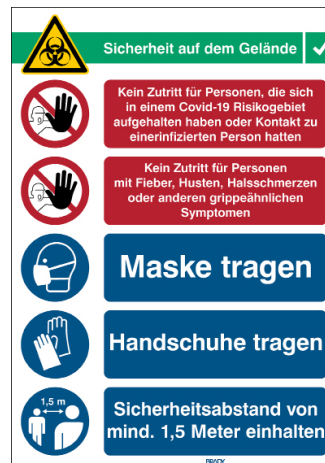 Sicherheit auf dem Gelände
Kein Zutritt für Personen, die sich
in einem Covid-19 Risikogebiet
aufgehalten haben oder Kontakt zu
einerinfizierten Person hatten
Kein Zutritt für Personen
mit Fieber, Husten, Halsschmerzen
oder anderen grippeähnlichen
Symptomen
Maske tragen
Handschuhe tragen
1,5 m
Sicherheitsabstand von
mind. 1,5 Meter einhalten
BRADY